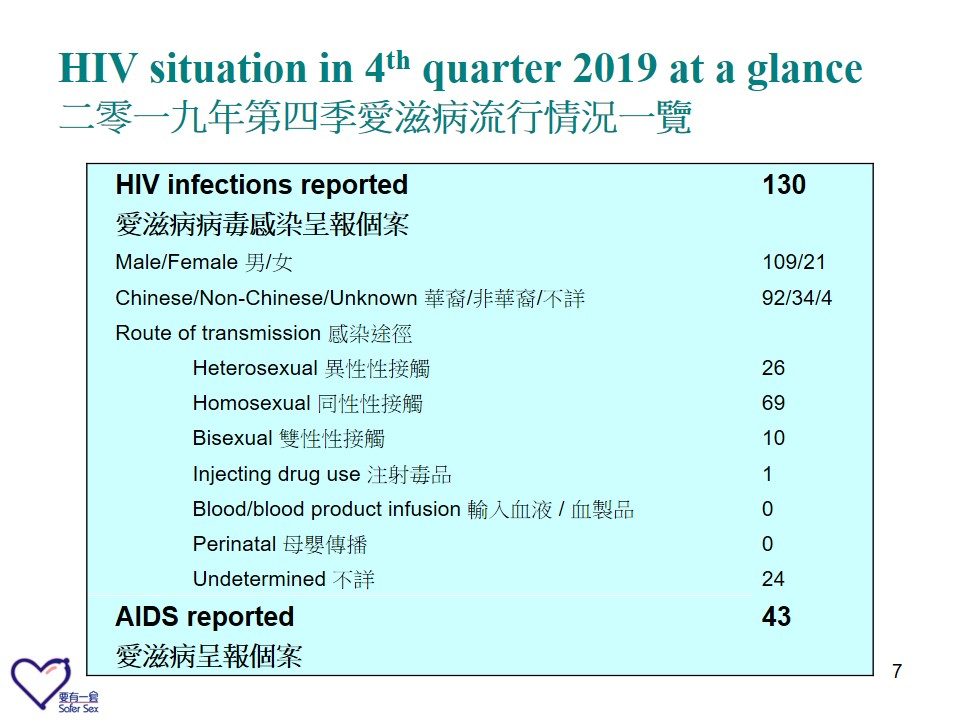 HIV situation in 4th quarter 2019 at a glance
二零一九年第四季愛滋病流行情況一覽
HIV infections reported 130
愛滋病病毒感染呈報個案
Male/Female 男/女 109/21
Chinese/Non-Chinese/Unknown 華裔/非華裔/不詳 92/34/4
Route of transmission 感染途徑
Heterosexual 異性性接觸 26
Homosexual 同性性接觸 69
Bisexual 雙性性接觸 10
Injecting drug use 注射毒品 1
Blood/blood product infusion 輸入血液 / 血製品 0
Perinatal 母嬰傳播 0
Undetermined 不詳 24
AIDS reported 43
愛滋病呈報個案
要有一套
Safer Sex
7